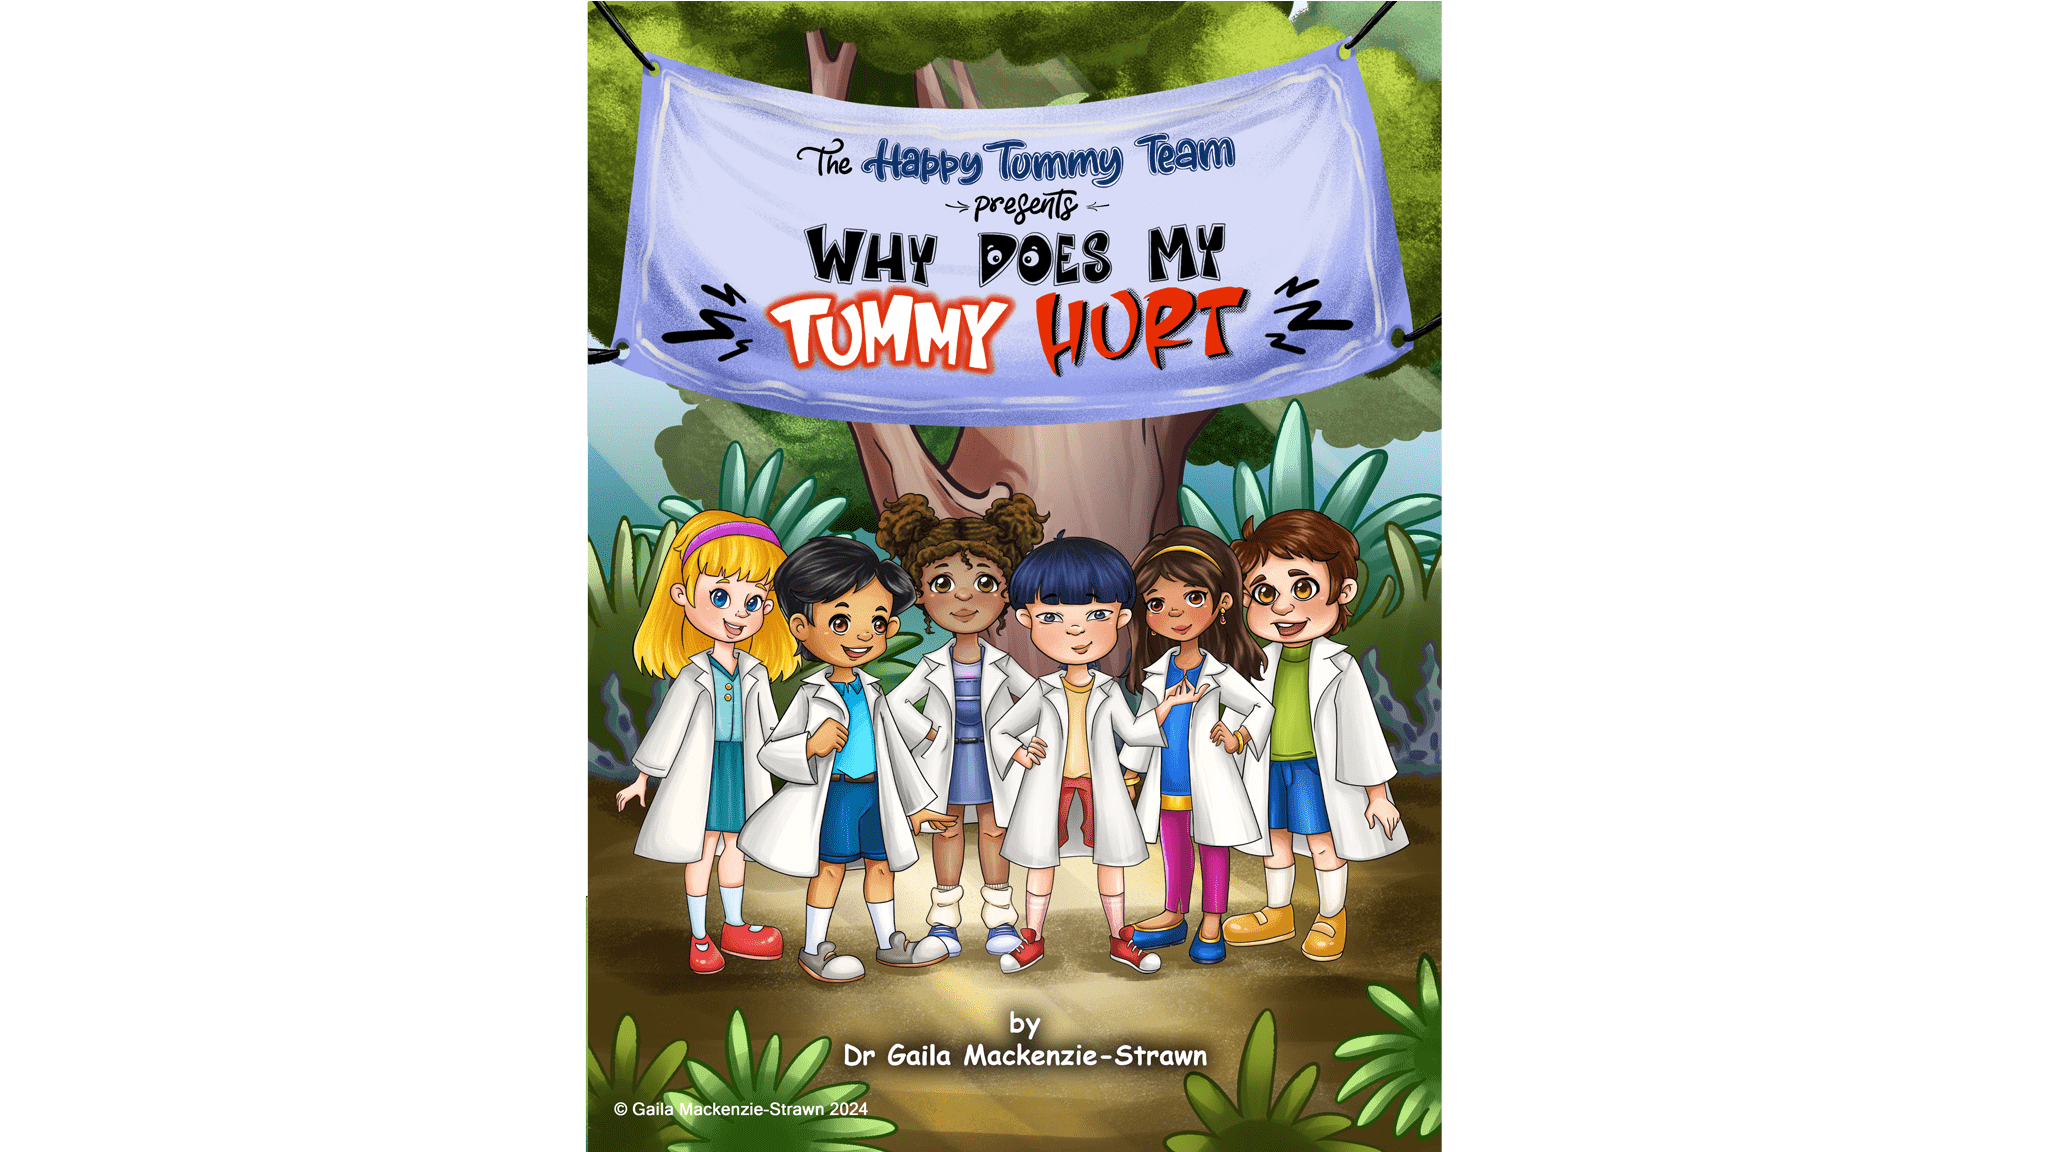 The Happy Tummy Team
presents
WHY DOES MY
TUMMY HURT
by
Dr Gaila Mackenzie-Strawn
© Gaila Mackenzie-Strawn 2024